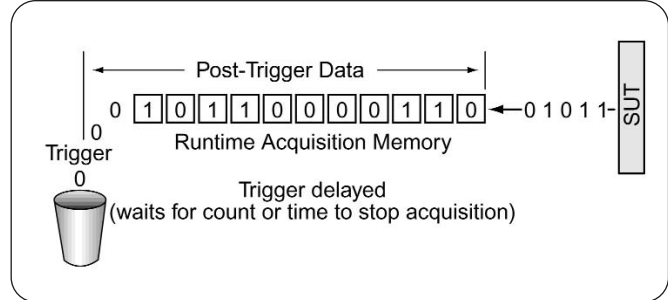 Post-Trigger Data
0 1 0 1 1 0 0 0 0 1 1 0 0 1 0 1 1
SUT
0
Runtime Acquisition Memory
Trigger
0
Trigger delayed
(waits for count or time to stop acquisition)